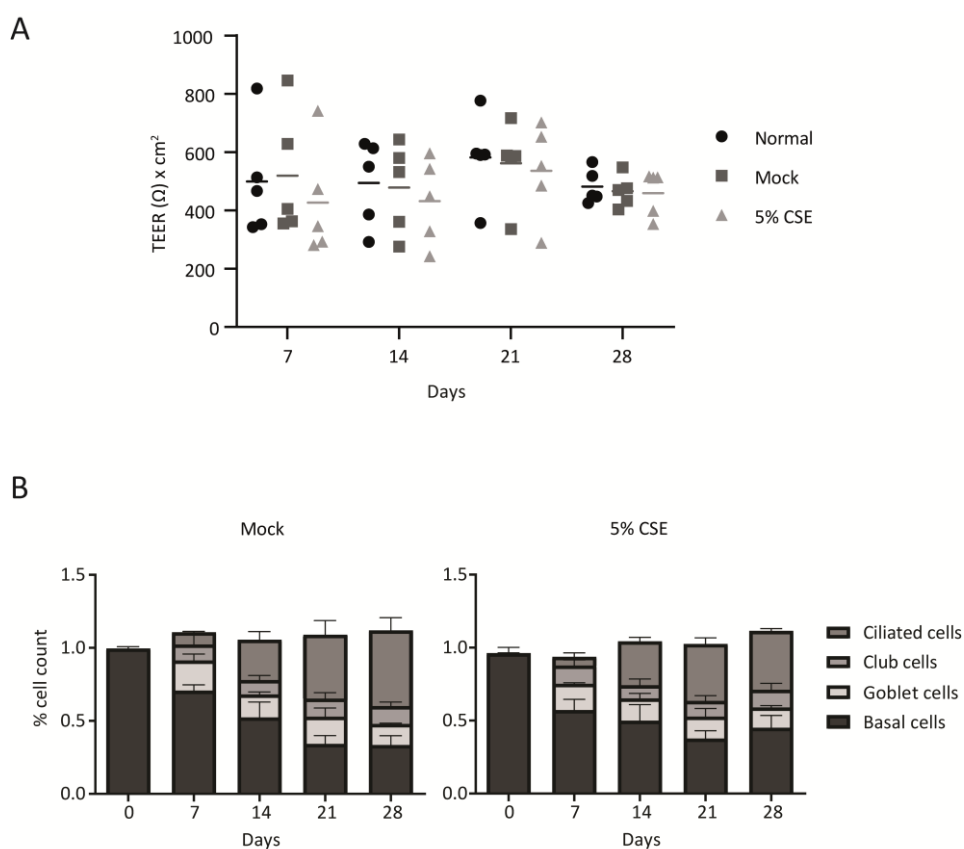 A
1000
800
600
400
200
0
TEER (Ω) x cm²
7 14 21 28
Days
Normal
Mock
5% CSE
B
Mock
1.5
1.0
0.5
0.0
% cell count
0 7 14 21 28
Days
5% CSE
1.5
1.0
0.5
0.0
0 7 14 21 28
Days
Ciliated cells
Club cells
Goblet cells
Basal cells